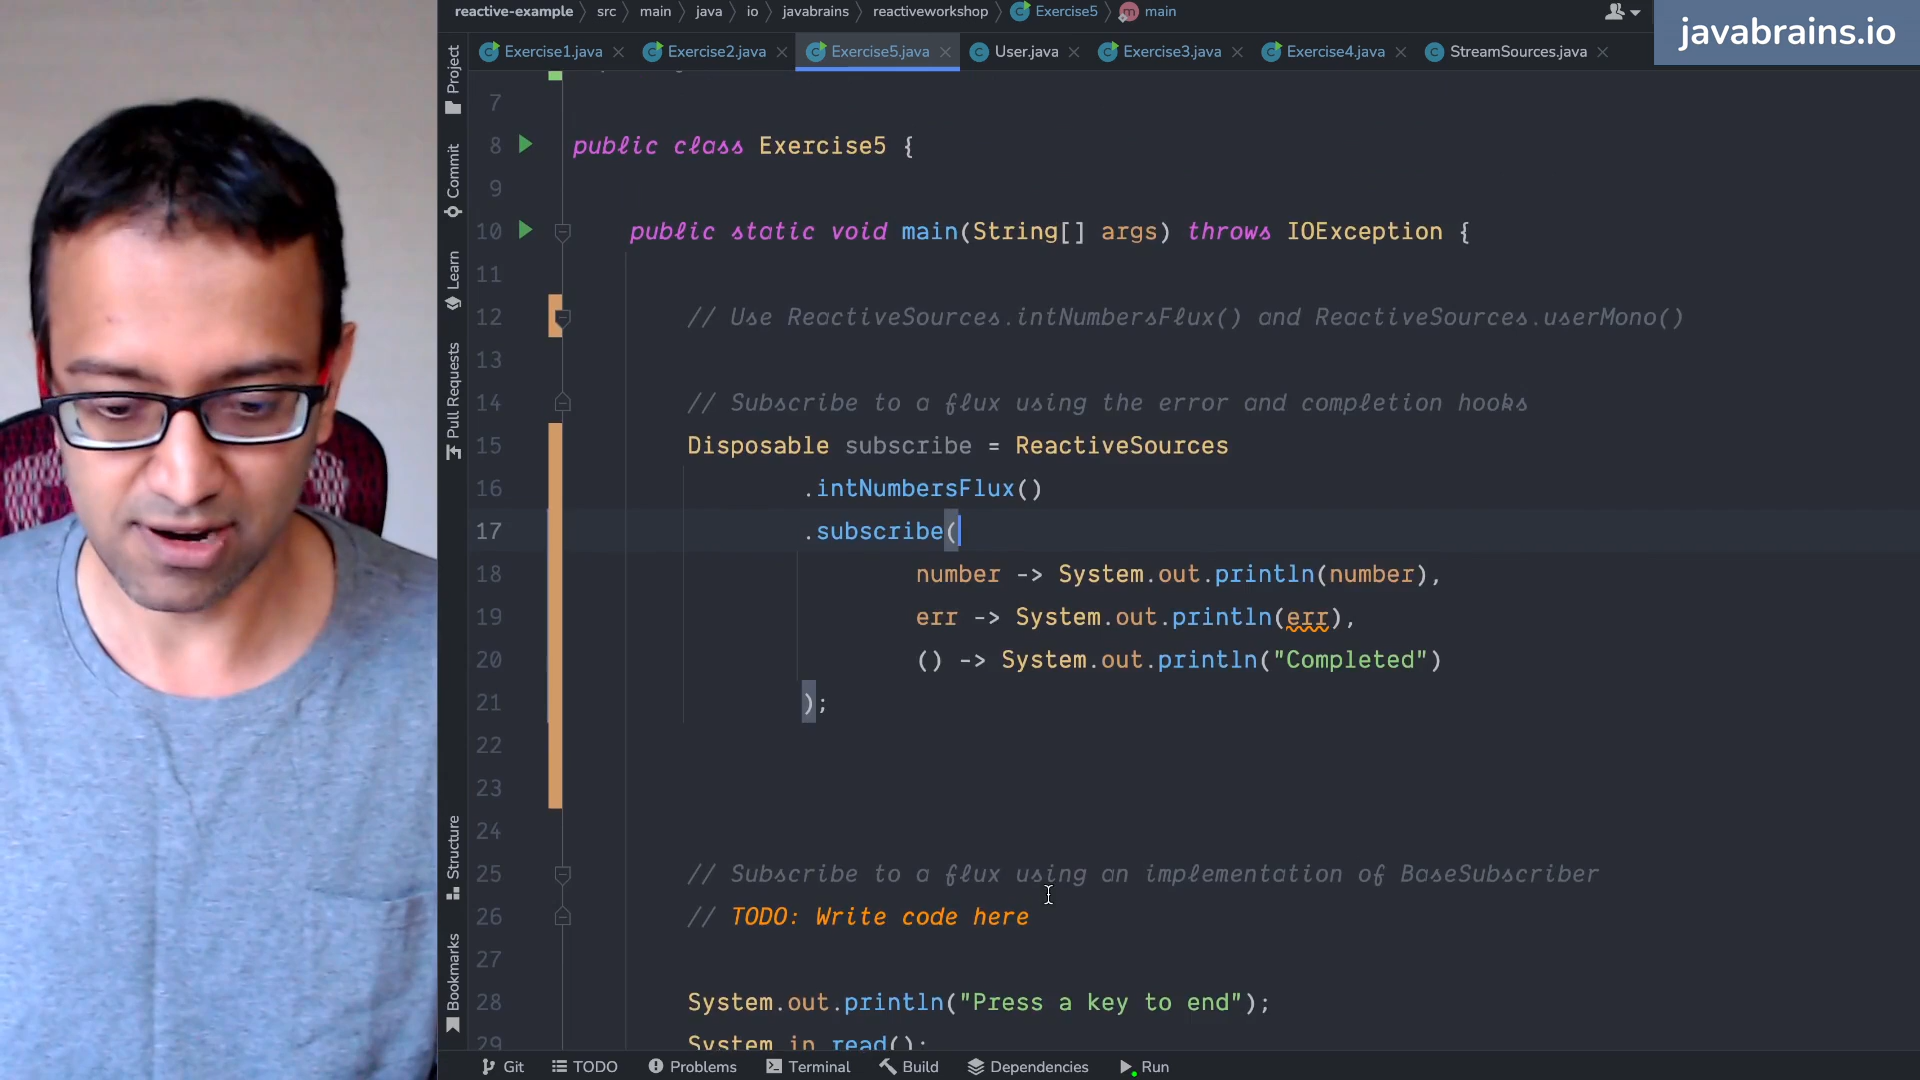 reactive-example src main java io javabrains reactiveworkshop Exercise5 main
javabrains.io
Exercise1.java Exercise2.java Exercise5.java User.java Exercise3.java Exercise4.java StreamSources.java
Project
Commit
Learn
Pull Requests
Structure
Bookmarks
7
8 public class Exercise5 {
9
10 public static void main(String[] args) throws IOException {
11
12 // Use ReactiveSources.intNumbersFlux() and ReactiveSources.userMono()
13
14 // Subscribe to a flux using the error and completion hooks
15 Disposable subscribe = ReactiveSources
16 .intNumbersFlux()
17 .subscribe(
18 number -> System.out.println(number),
19 err -> System.out.println(err),
20 () -> System.out.println("Completed")
21 );
22
23
24
25 // Subscribe to a flux using an implementation of BaseSubscriber
26 // TODO: Write code here
27
28 System.out.println("Press a key to end");
29 System.in.read();
Git TODO Problems Terminal Build Dependencies Run